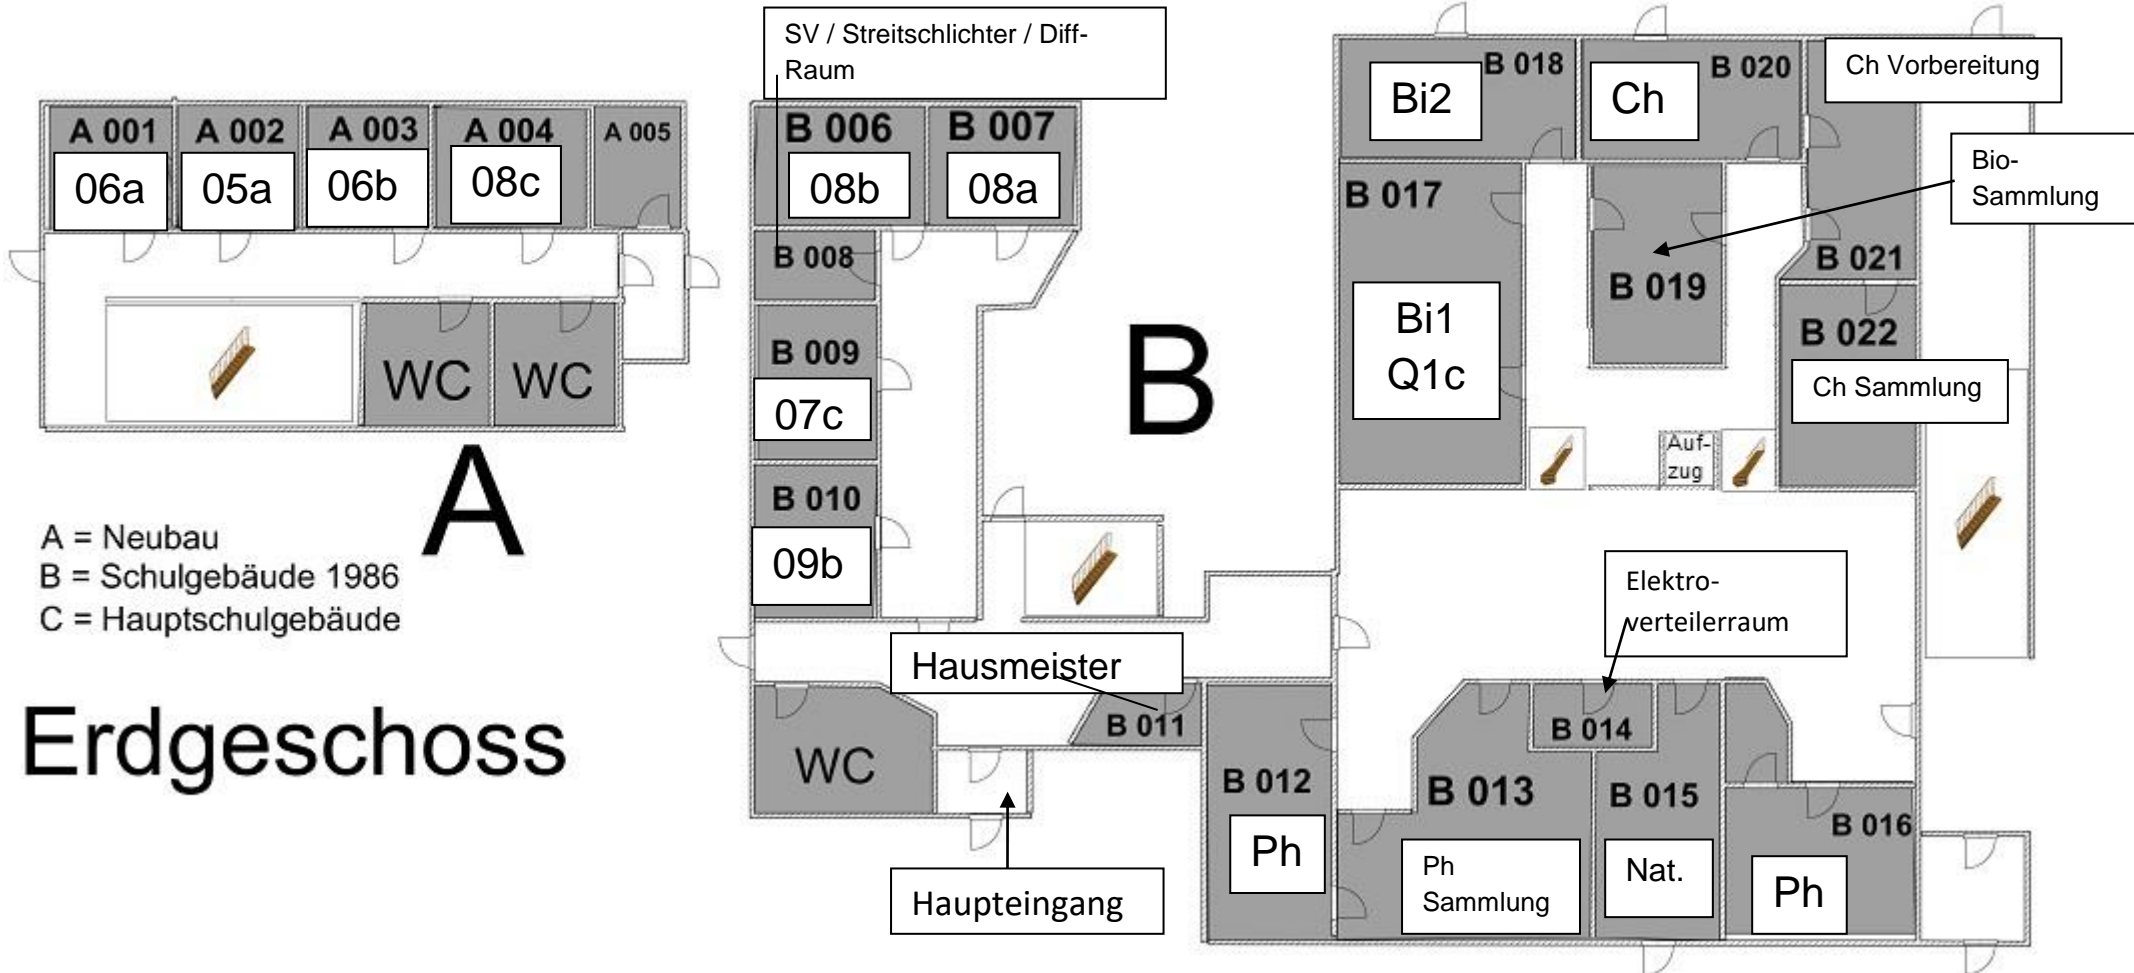 SV / Streitschlichter / Diff-
Raum
A 001
06a
A 002
05a
A 003
06b
A 004
08c
A 005
WC
WC
A
A = Neubau
B = Schulgebäude 1986
C = Hauptschulgebäude
Erdgeschoss
B 006
08b
B 007
08a
B 008
B 009
07c
B 010
09b
B
Hausmeister
B 011
WC
Haupteingang
B 018
Bi2
B 020
Ch
Ch Vorbereitung
Bio-
Sammlung
B 017
Bi1
Q1c
B 019
B 021
B 022
Ch Sammlung
Auf-
zug
Elektro-
verteilerraum
B 012
Ph
B 013
Ph
Sammlung
B 014
B 015
Nat.
B 016
Ph